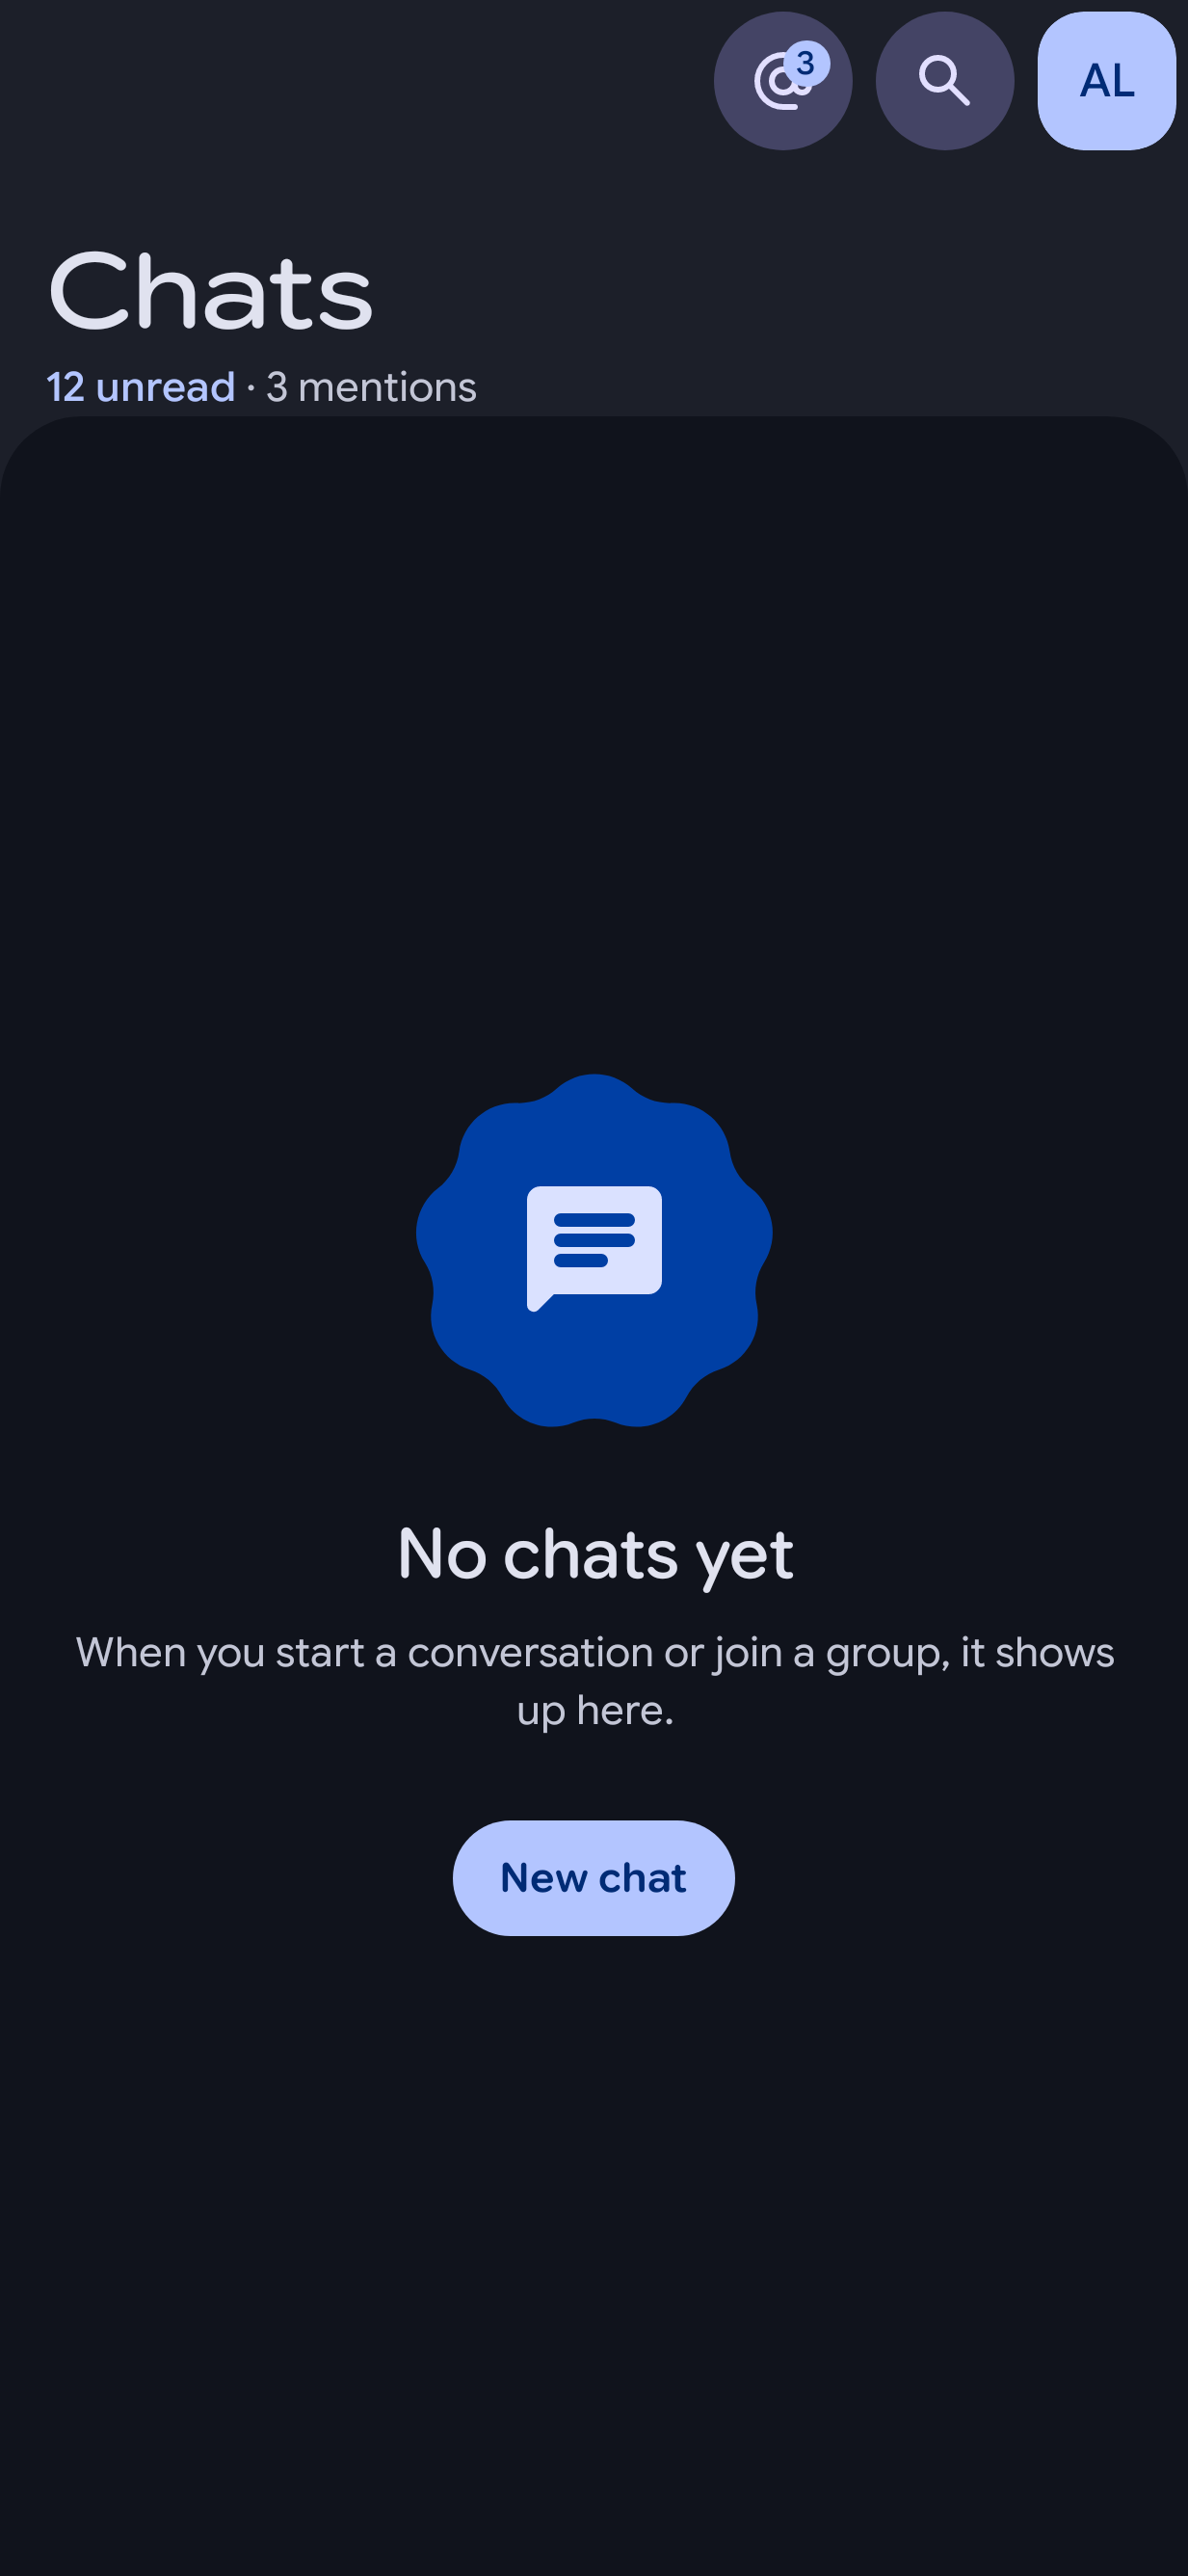 3
AL
Chats
12 unread · 3 mentions
No chats yet
When you start a conversation or join a group, it shows
up here.
New chat